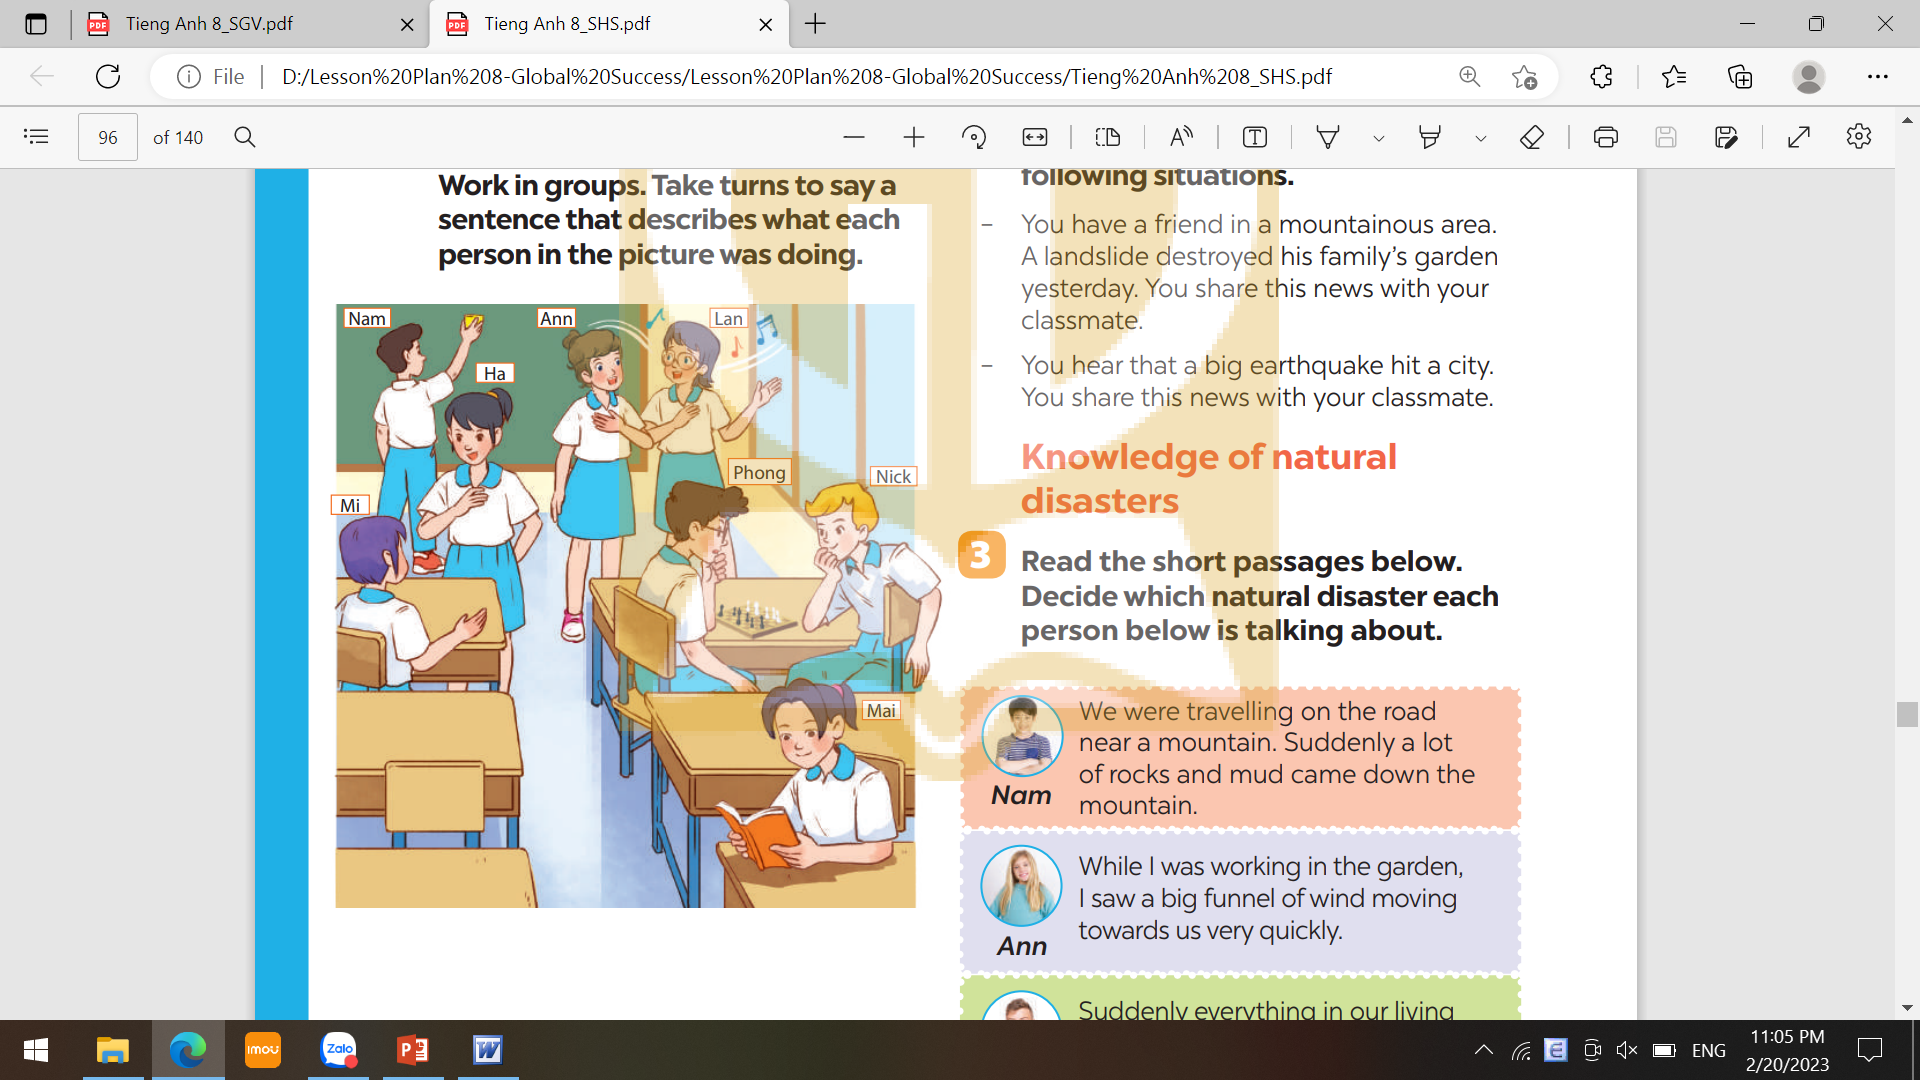 Tieng Anh 8_SGV.pdf
Tieng Anh 8_SHS.pdf
File
D:/Lesson%20Plan%208-Global%20Success/Lesson%20Plan%208-Global%20Success/Tieng%20Anh%208_SHS.pdf
96 of 140
Work in groups. Take turns to say a
sentence that describes what each
person in the picture was doing.
Nam
Ann
Lan
Ha
Phong
Nick
Mi
Mai
following situations.
– You have a friend in a mountainous area.
A landslide destroyed his family’s garden
yesterday. You share this news with your
classmate.
– You hear that a big earthquake hit a city.
You share this news with your classmate.
Knowledge of natural
disasters
3 Read the short passages below.
Decide which natural disaster each
person below is talking about.
We were travelling on the road
near a mountain. Suddenly a lot
of rocks and mud came down the
mountain.
Nam
While I was working in the garden,
I saw a big funnel of wind moving
towards us very quickly.
Ann
Suddenly everything in our living
imou
Zalo
ENG
11:05 PM
2/20/2023